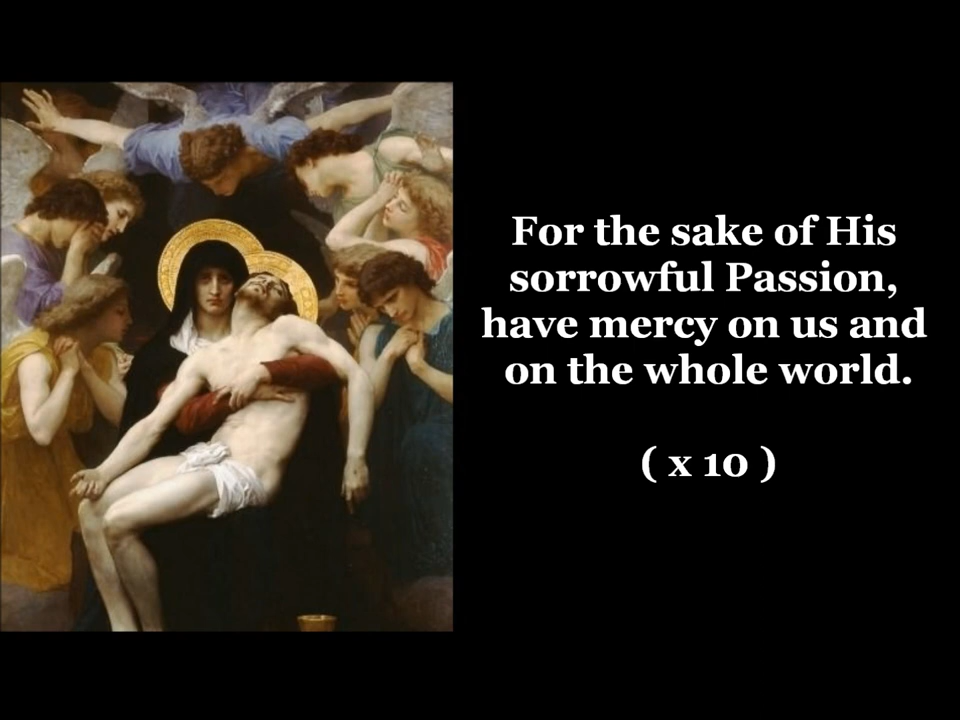 For the sake of His
sorrowful Passion,
have mercy on us and
on the whole world.
( x 10 )